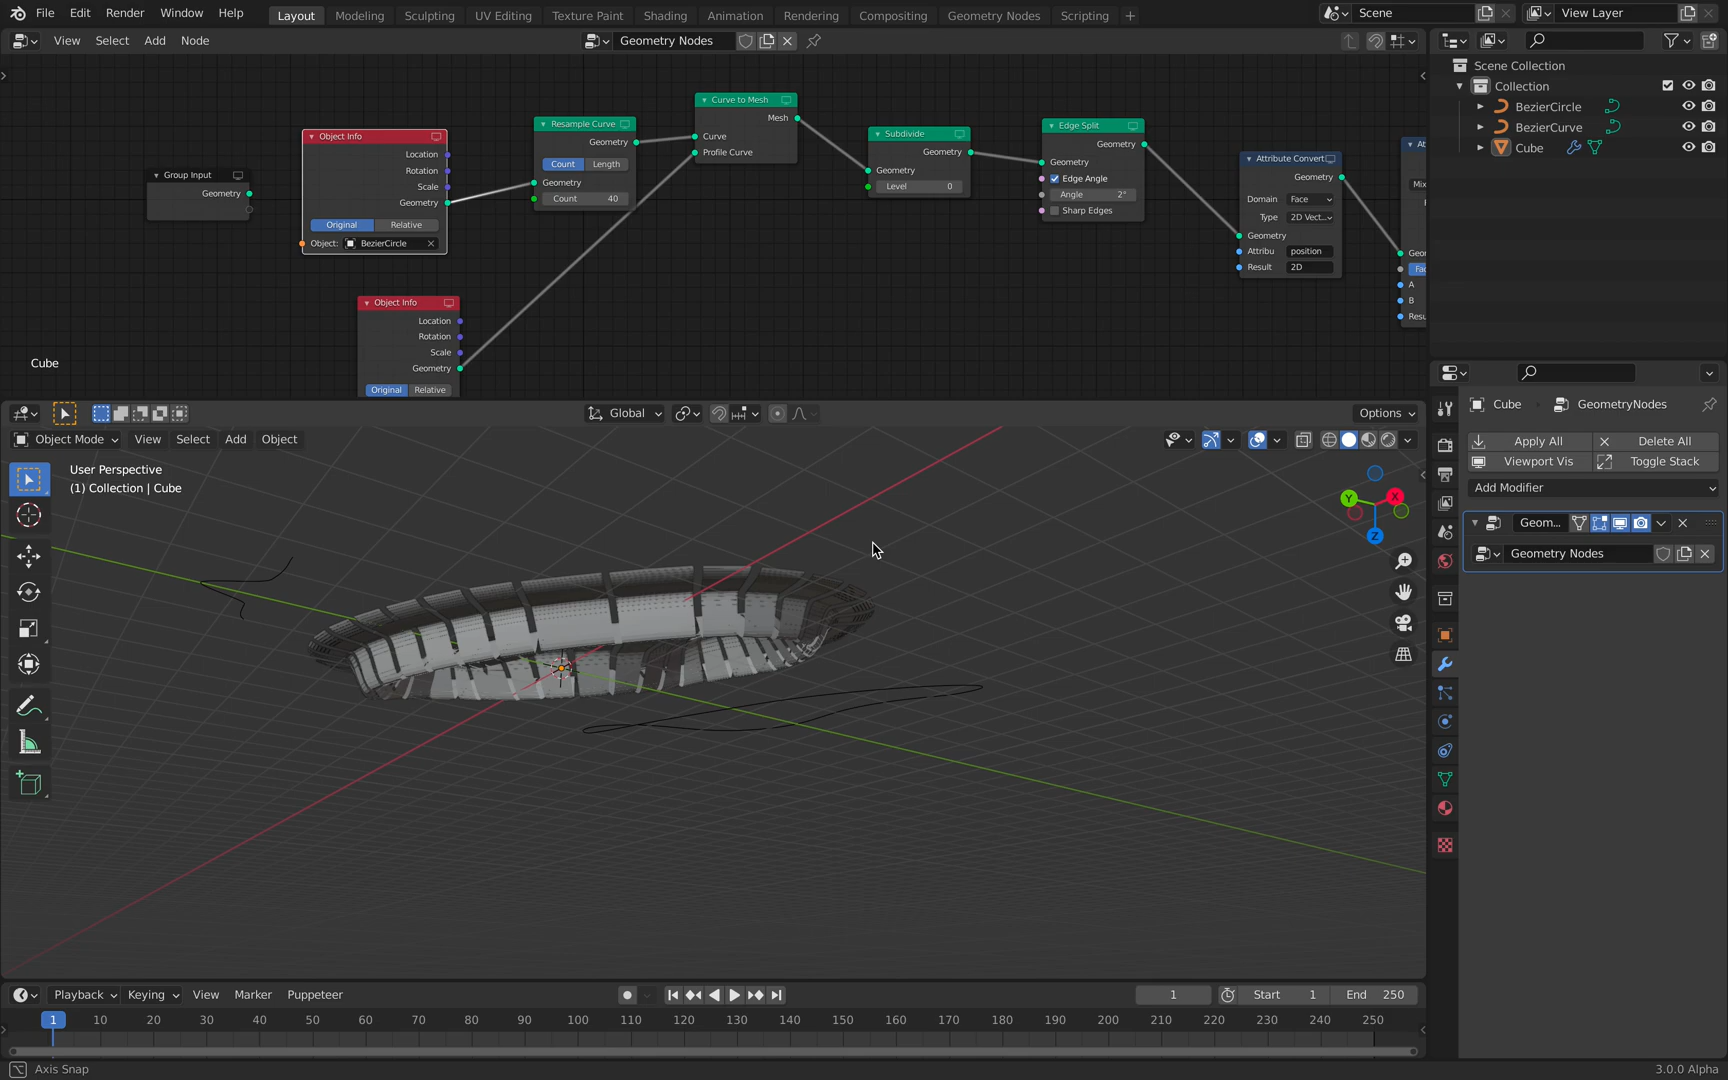 File Edit Render Window Help Layout Modeling Sculpting UV Editing Texture Paint Shading Animation Rendering Compositing Geometry Nodes Scripting + Scene View Layer
View Select Add Node Geometry Nodes
Scene Collection
Collection
BezierCircle
BezierCurve
Cube
Group Input
Geometry
Object Info
Location
Rotation
Scale
Geometry
Original Relative
Object: BezierCircle
Object Info
Location
Rotation
Scale
Geometry
Original Relative
Resample Curve
Geometry
Count Length
Geometry
Count 40
Curve to Mesh
Mesh
Curve
Profile Curve
Subdivide
Geometry
Geometry
Level 0
Edge Split
Geometry
Geometry
Edge Angle
Angle 2°
Sharp Edges
Attribute Convert
Geometry
Domain Face
Type 2D Vect...
Geometry
Attribu position
Result 2D
At
Mix
Geor
Fac
A
B
Resu
Cube
Global Options
Object Mode View Select Add Object
User Perspective
(1) Collection | Cube
Y X
Z
Cube GeometryNodes
Apply All Delete All
Viewport Vis Toggle Stack
Add Modifier
Geom...
Geometry Nodes
Playback Keying View Marker Puppeteer 1 Start 1 End 250
1 10 20 30 40 50 60 70 80 90 100 110 120 130 140 150 160 170 180 190 200 210 220 230 240 250
Axis Snap 3.0.0 Alpha